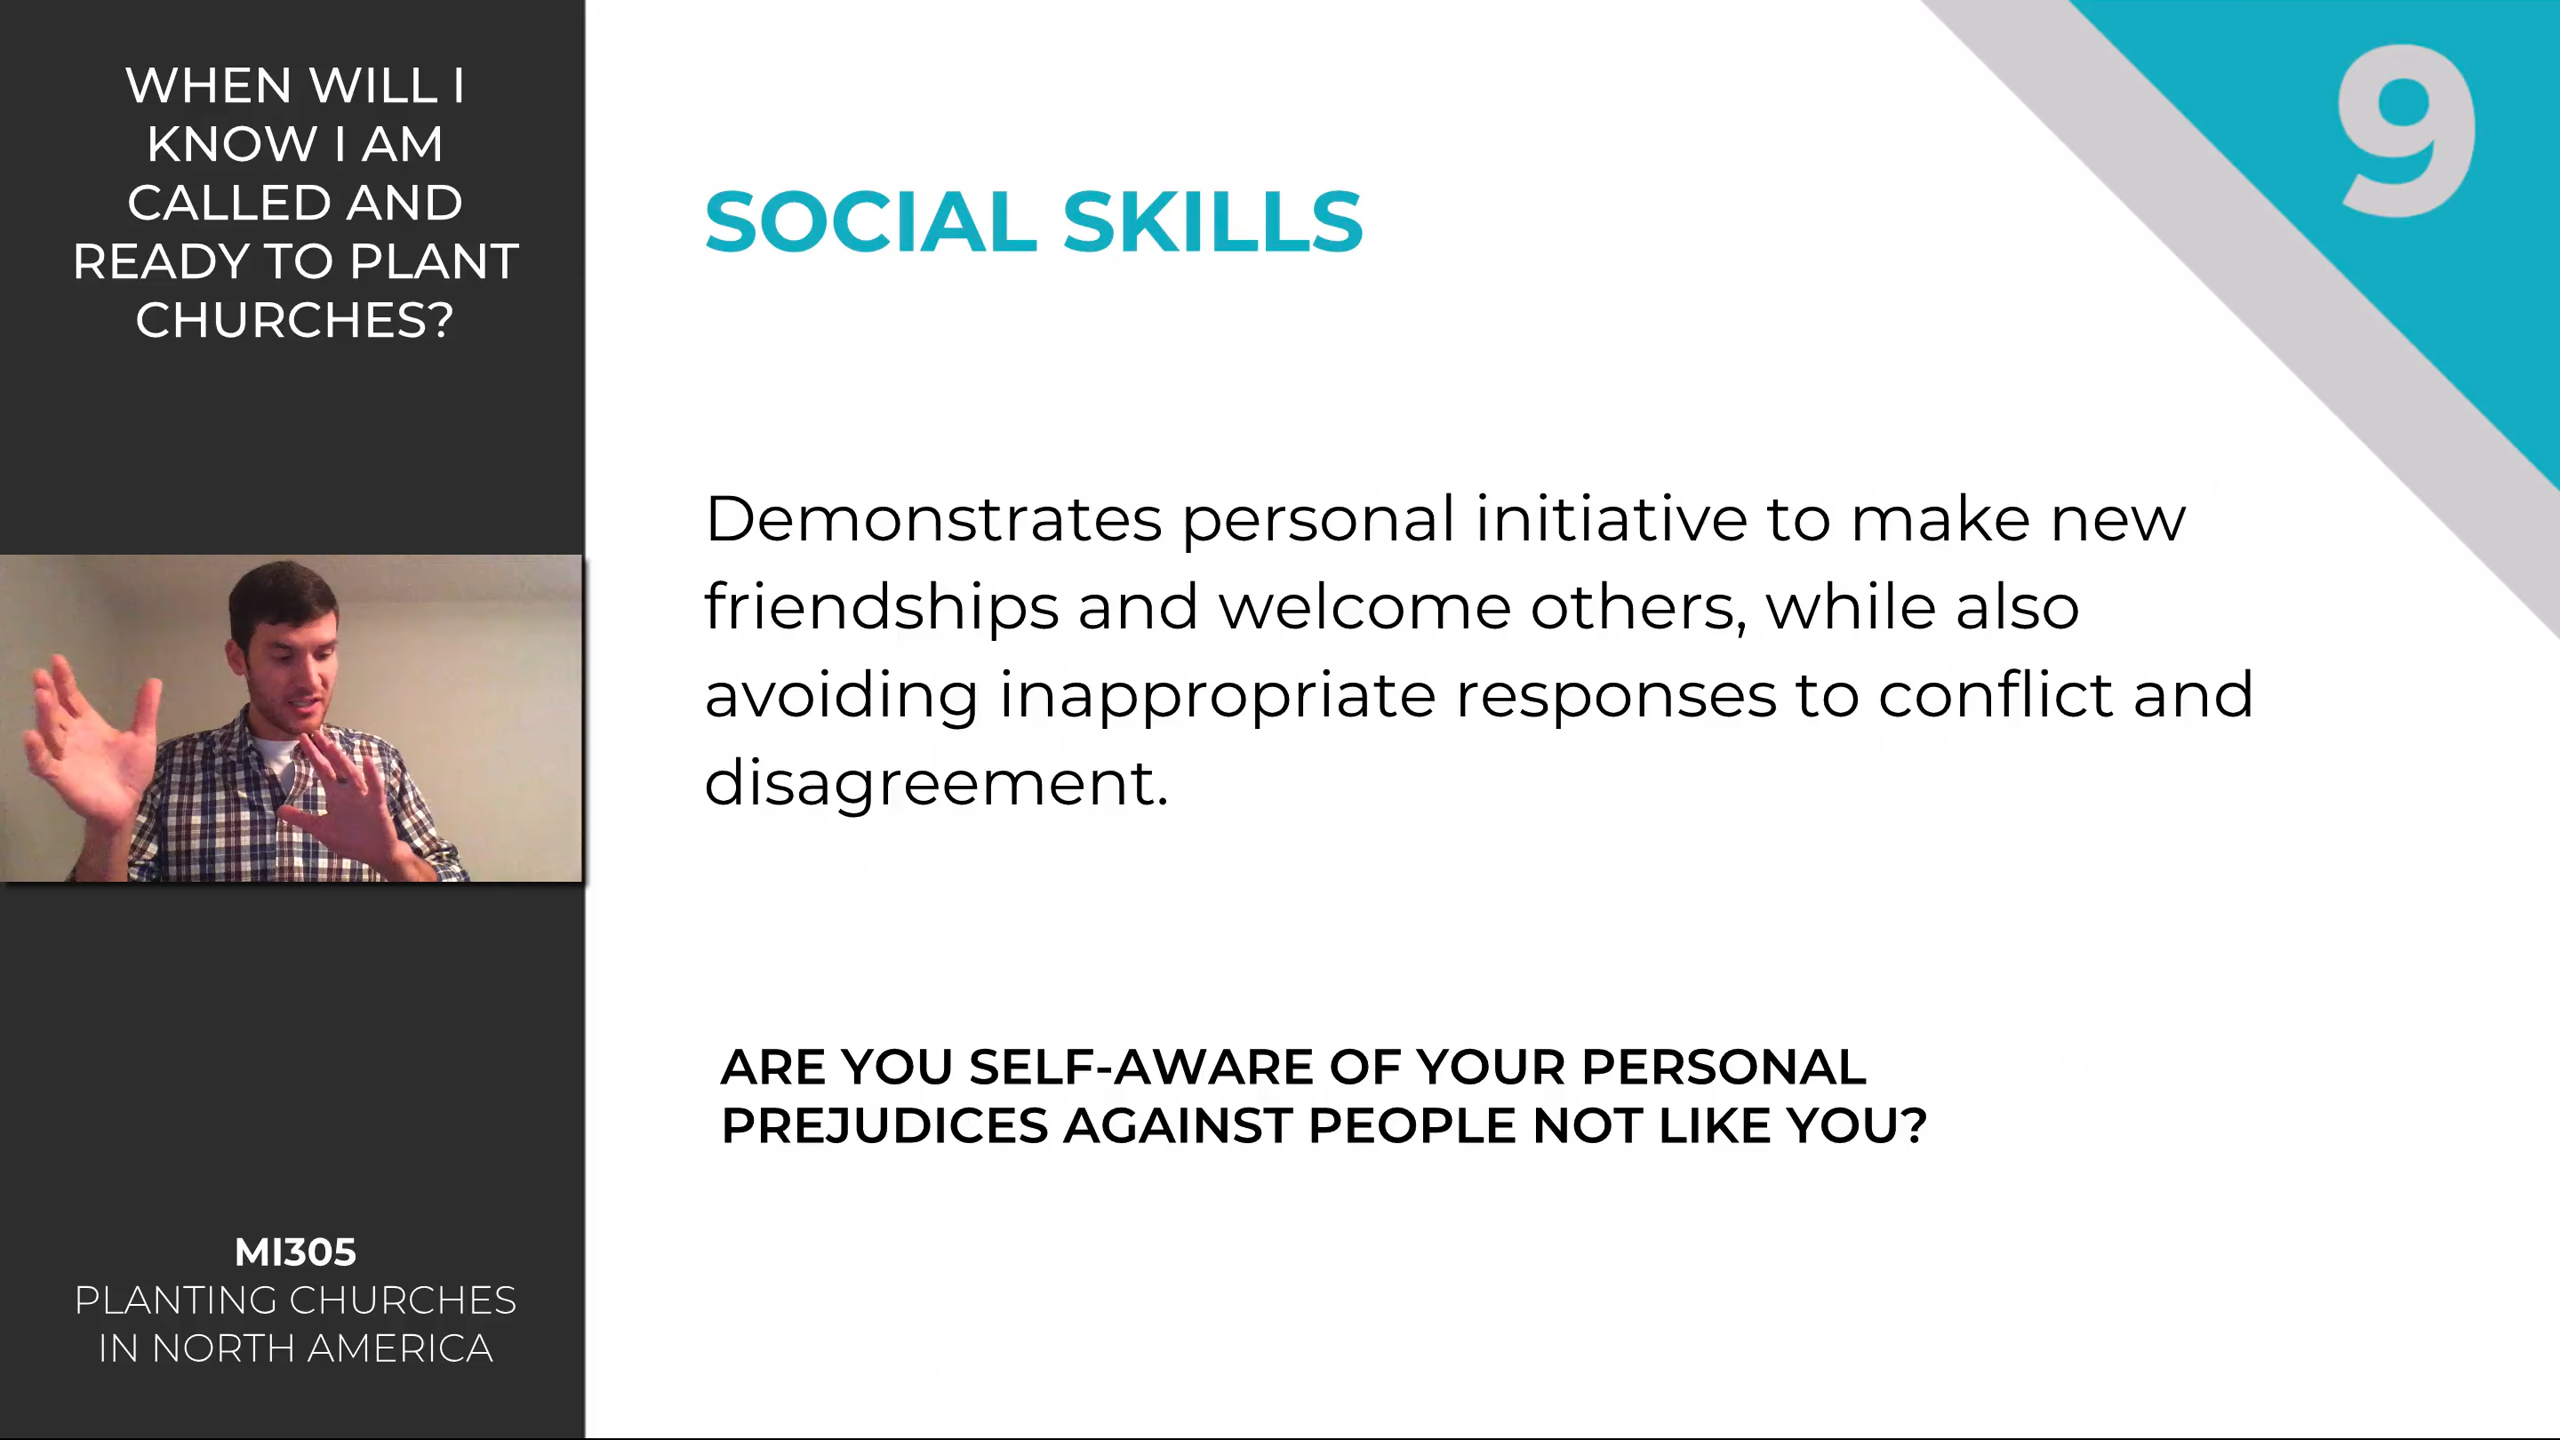 WHEN WILL I
KNOW I AM
CALLED AND
READY TO PLANT
CHURCHES?
MI305
PLANTING CHURCHES
IN NORTH AMERICA
9
SOCIAL SKILLS
Demonstrates personal initiative to make new
friendships and welcome others, while also
avoiding inappropriate responses to conflict and
disagreement.
ARE YOU SELF-AWARE OF YOUR PERSONAL
PREJUDICES AGAINST PEOPLE NOT LIKE YOU?